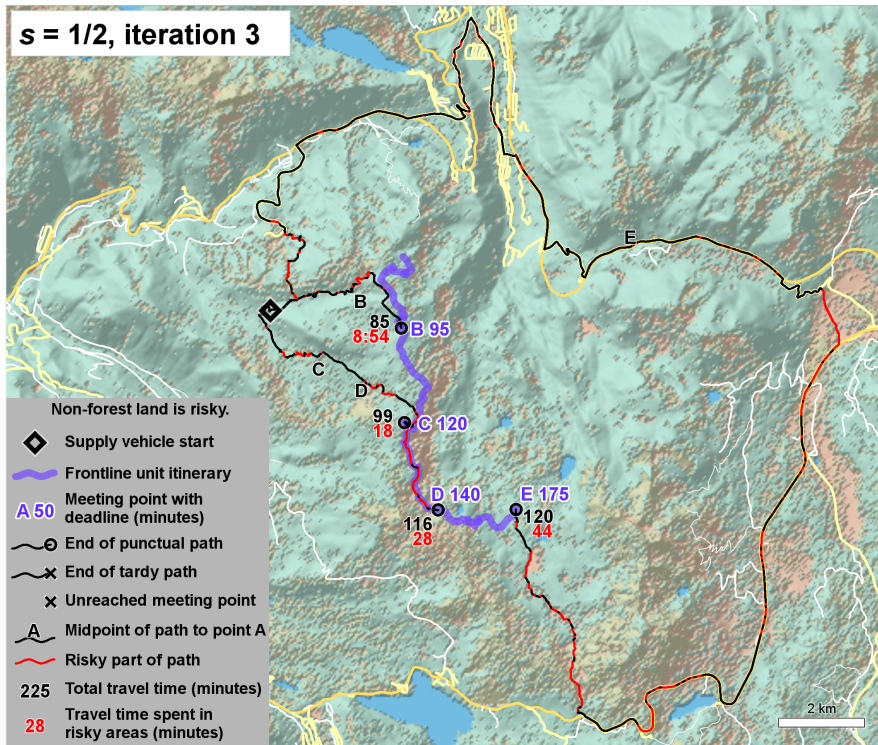 s = 1/2, iteration 3
E
B
85
8:54
B 95
C
D
99
18
C 120
D 140
E 175
116
28
120
44
Non-forest land is risky.
Supply vehicle start
Frontline unit itinerary
A 50
Meeting point with
deadline (minutes)
End of punctual path
End of tardy path
Unreached meeting point
A
Midpoint of path to point A
Risky part of path
225
Total travel time (minutes)
28
Travel time spent in
risky areas (minutes)
2 km